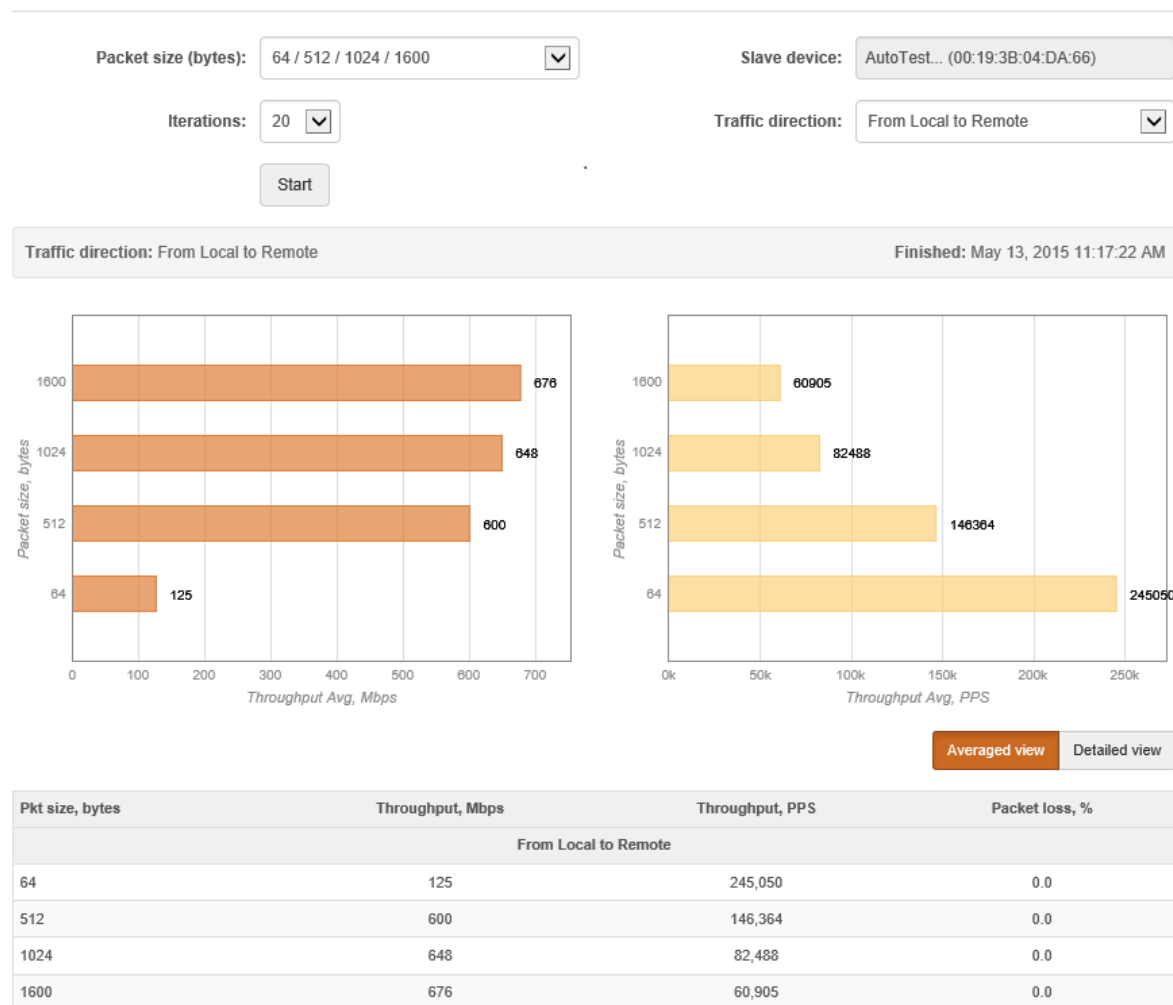 Packet size (bytes): 64 / 512 / 1024 / 1600 Slave device: AutoTest... (00:19:3B:04:DA:66)
Iterations: 20 Traffic direction: From Local to Remote
Start
Traffic direction: From Local to Remote Finished: May 13, 2015 11:17:22 AM
Packet size, bytes
1600 676
1024 648
512 600
64 125
0 100 200 300 400 500 600 700
Throughput Avg, Mbps
Packet size, bytes
1600 60905
1024 82488
512 146364
64 245050
0k 50k 100k 150k 200k 250k
Throughput Avg, PPS
Averaged view Detailed view
Pkt size, bytes Throughput, Mbps Throughput, PPS Packet loss, %
From Local to Remote
64 125 245,050 0.0
512 600 146,364 0.0
1024 648 82,488 0.0
1600 676 60,905 0.0